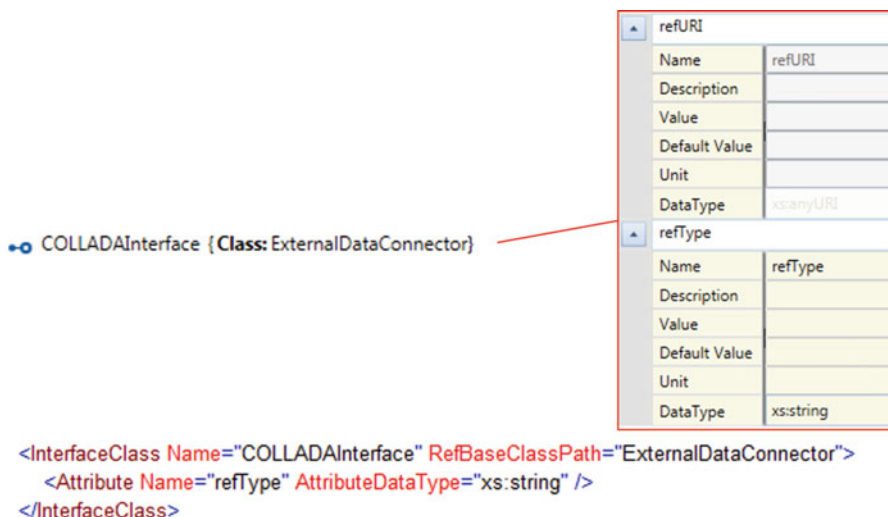 refURI
Name refURI
Description
Value
Default Value
Unit
DataType xs:anyURI
COLLADAInterface {Class: ExternalDataConnector}
refType
Name refType
Description
Value
Default Value
Unit
DataType xs:string
<InterfaceClass Name="COLLADAInterface" RefBaseClassPath="ExternalDataConnector">
<Attribute Name="refType" AttributeDataType="xs:string" />
</InterfaceClass>